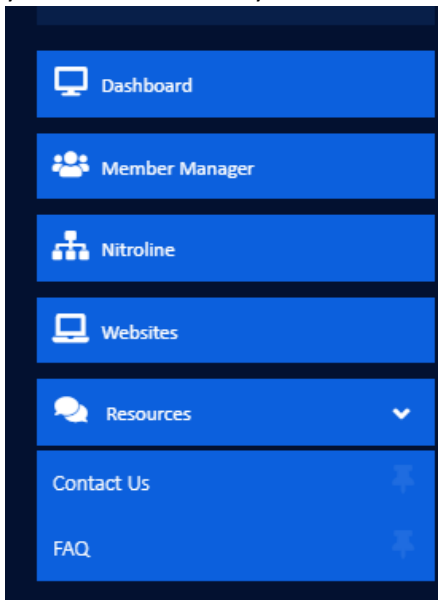 Dashboard
Member Manager
Nitroline
Websites
Resources
Contact Us
FAQ